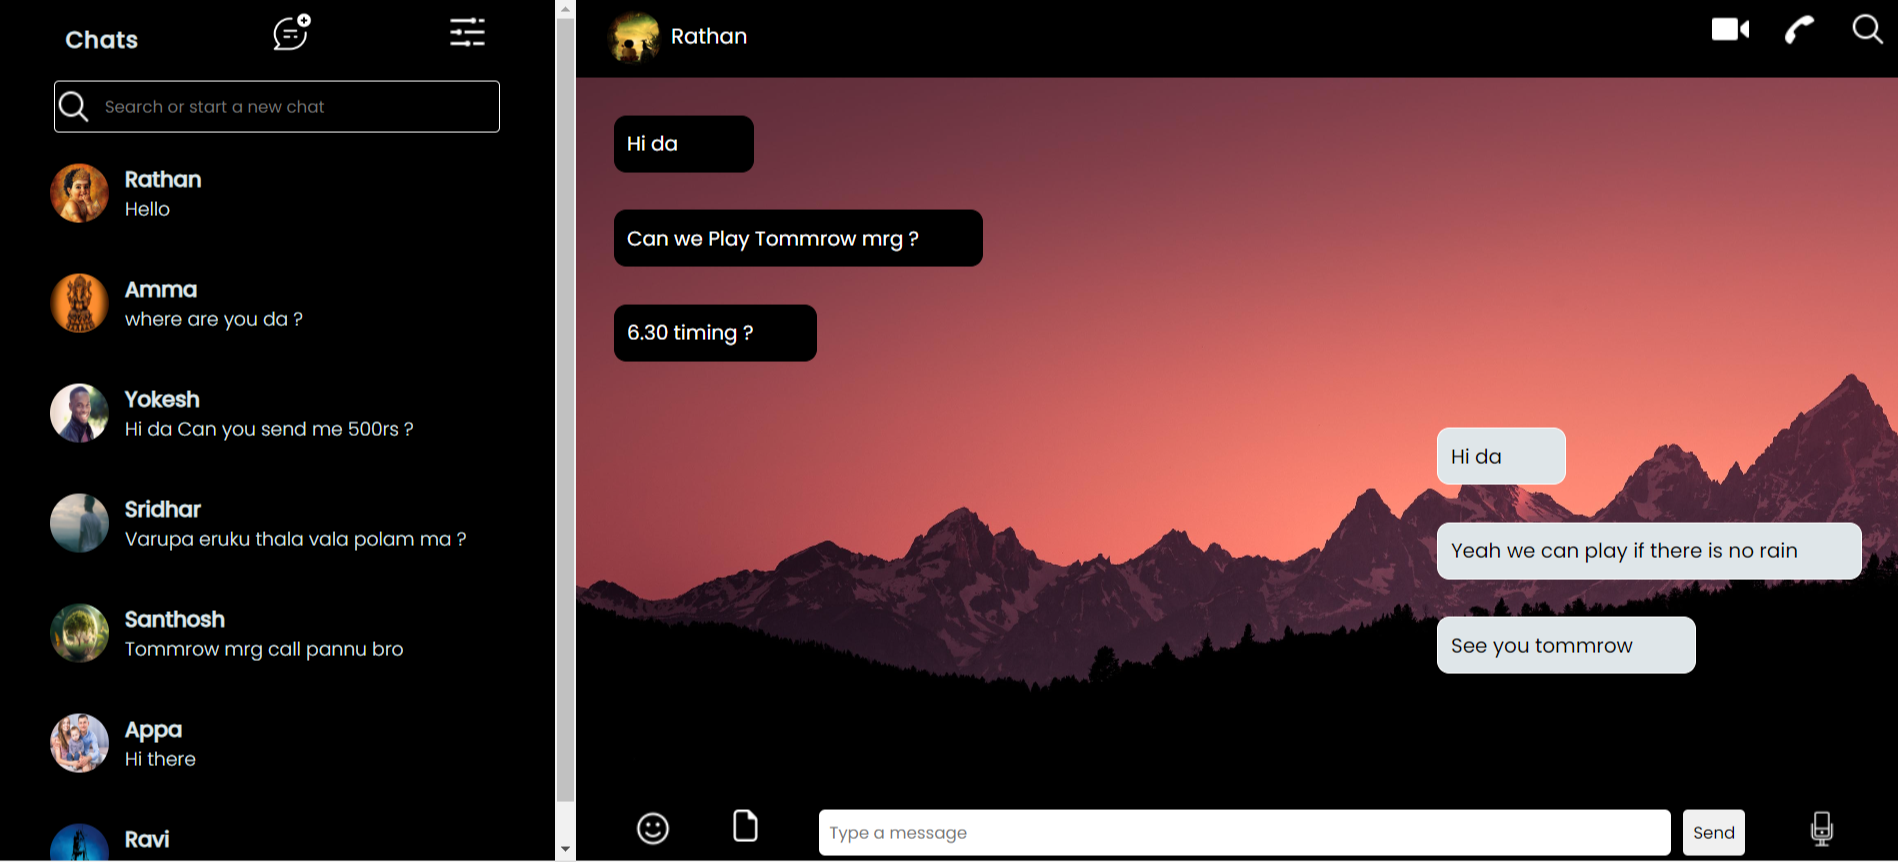 Chats
Search or start a new chat
Rathan
Hello
Amma
where are you da ?
Yokesh
Hi da Can you send me 500rs ?
Sridhar
Varupa eruku thala vala polam ma ?
Santhosh
Tommrow mrg call pannu bro
Appa
Hi there
Ravi
Rathan
Hi da
Can we Play Tommrow mrg ?
6.30 timing ?
Hi da
Yeah we can play if there is no rain
See you tommrow
Type a message
Send